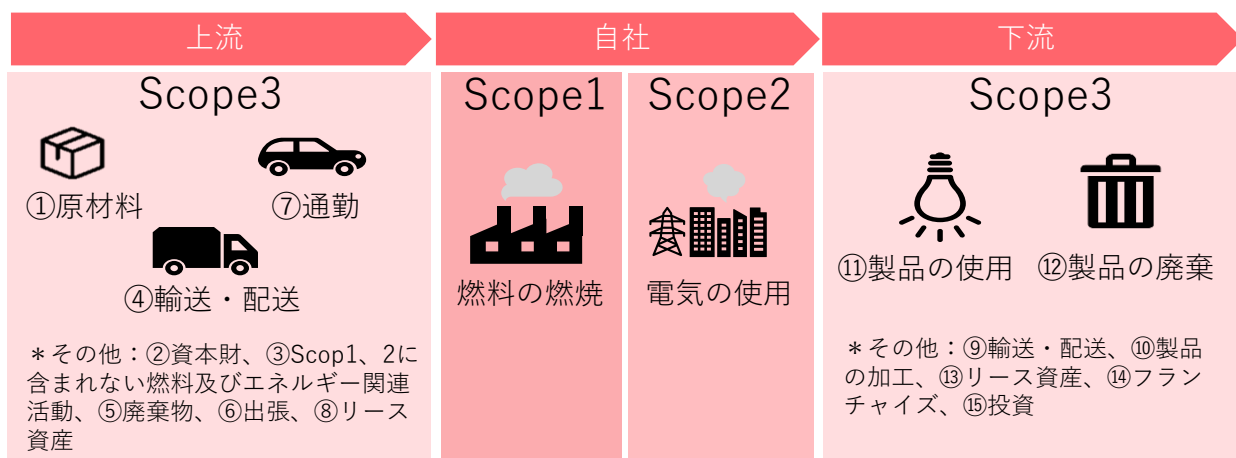 上流
自社
下流
Scope3
①原材料
⑦通勤
④輸送・配送
＊その他：②資本財、③Scop1、2に
含まれない燃料及びエネルギー関連
活動、⑤廃棄物、⑥出張、⑧リース
資産
Scope1
燃料の燃焼
Scope2
電気の使用
Scope3
⑪製品の使用
⑫製品の廃棄
＊その他：⑨輸送・配送、⑩製品
の加工、⑬リース資産、⑭フラン
チャイズ、⑮投資